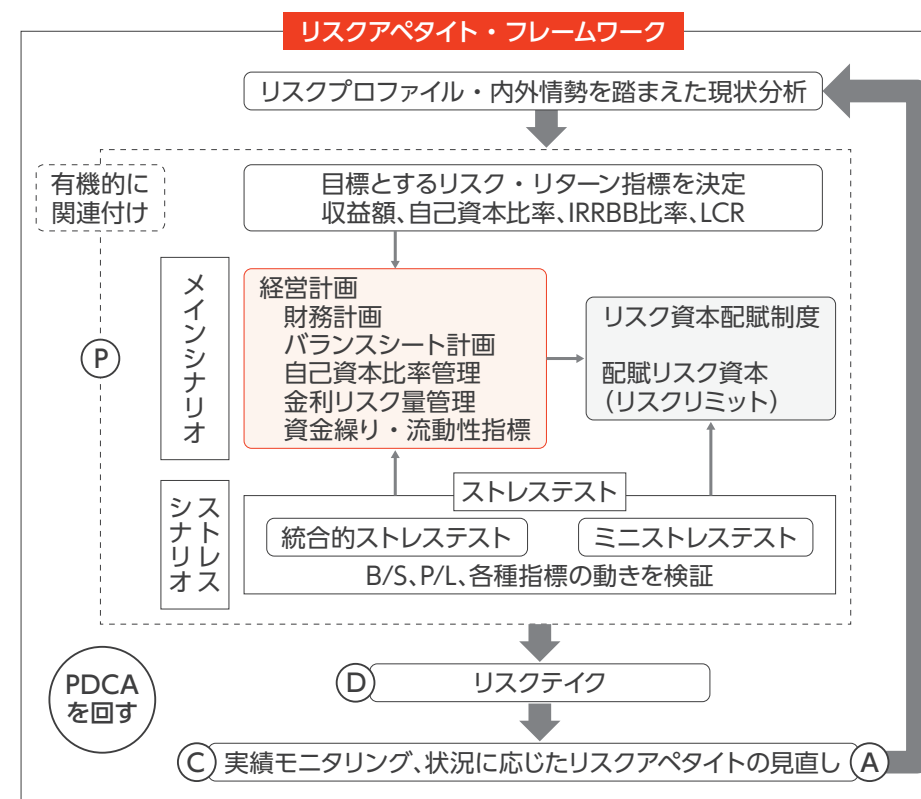 リスクアペタイト・フレームワーク
リスクプロファイル・内外情勢を踏まえた現状分析
有機的に
関連付け
目標とするリスク・リターン指標を決定
収益額、自己資本比率、IRRBB比率、LCR
P
メインシナリオ
経営計画
財務計画
バランスシート計画
自己資本比率管理
金利リスク量管理
資金繰り・流動性指標
リスク資本配賦制度
配賦リスク資本
（リスクリミット）
ストレス
シナリオ
ストレステスト
統合的ストレステスト
ミニストレステスト
B/S、P/L、各種指標の動きを検証
PDCA
を回す
D
リスクテイク
C
実績モニタリング、状況に応じたリスクアペタイトの見直し
A